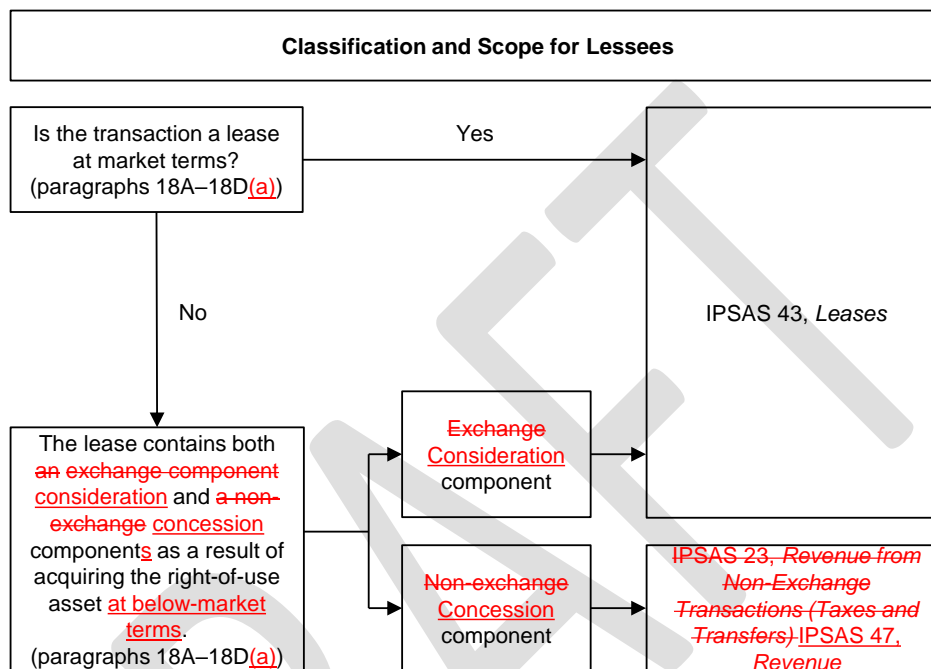 Classification and Scope for Lessees
Is the transaction a lease
at market terms?
(paragraphs 18A–18D(a))
Yes
No
IPSAS 43, Leases
The lease contains both
an exchange component
consideration and a non-
exchange concession
components as a result of
acquiring the right-of-use
asset at below-market
terms.
(paragraphs 18A–18D(a))
Exchange
Consideration
component
Non-exchange
Concession
component
IPSAS 23, Revenue from
Non-Exchange
Transactions (Taxes and
Transfers) IPSAS 47,
Revenue
DRAFT